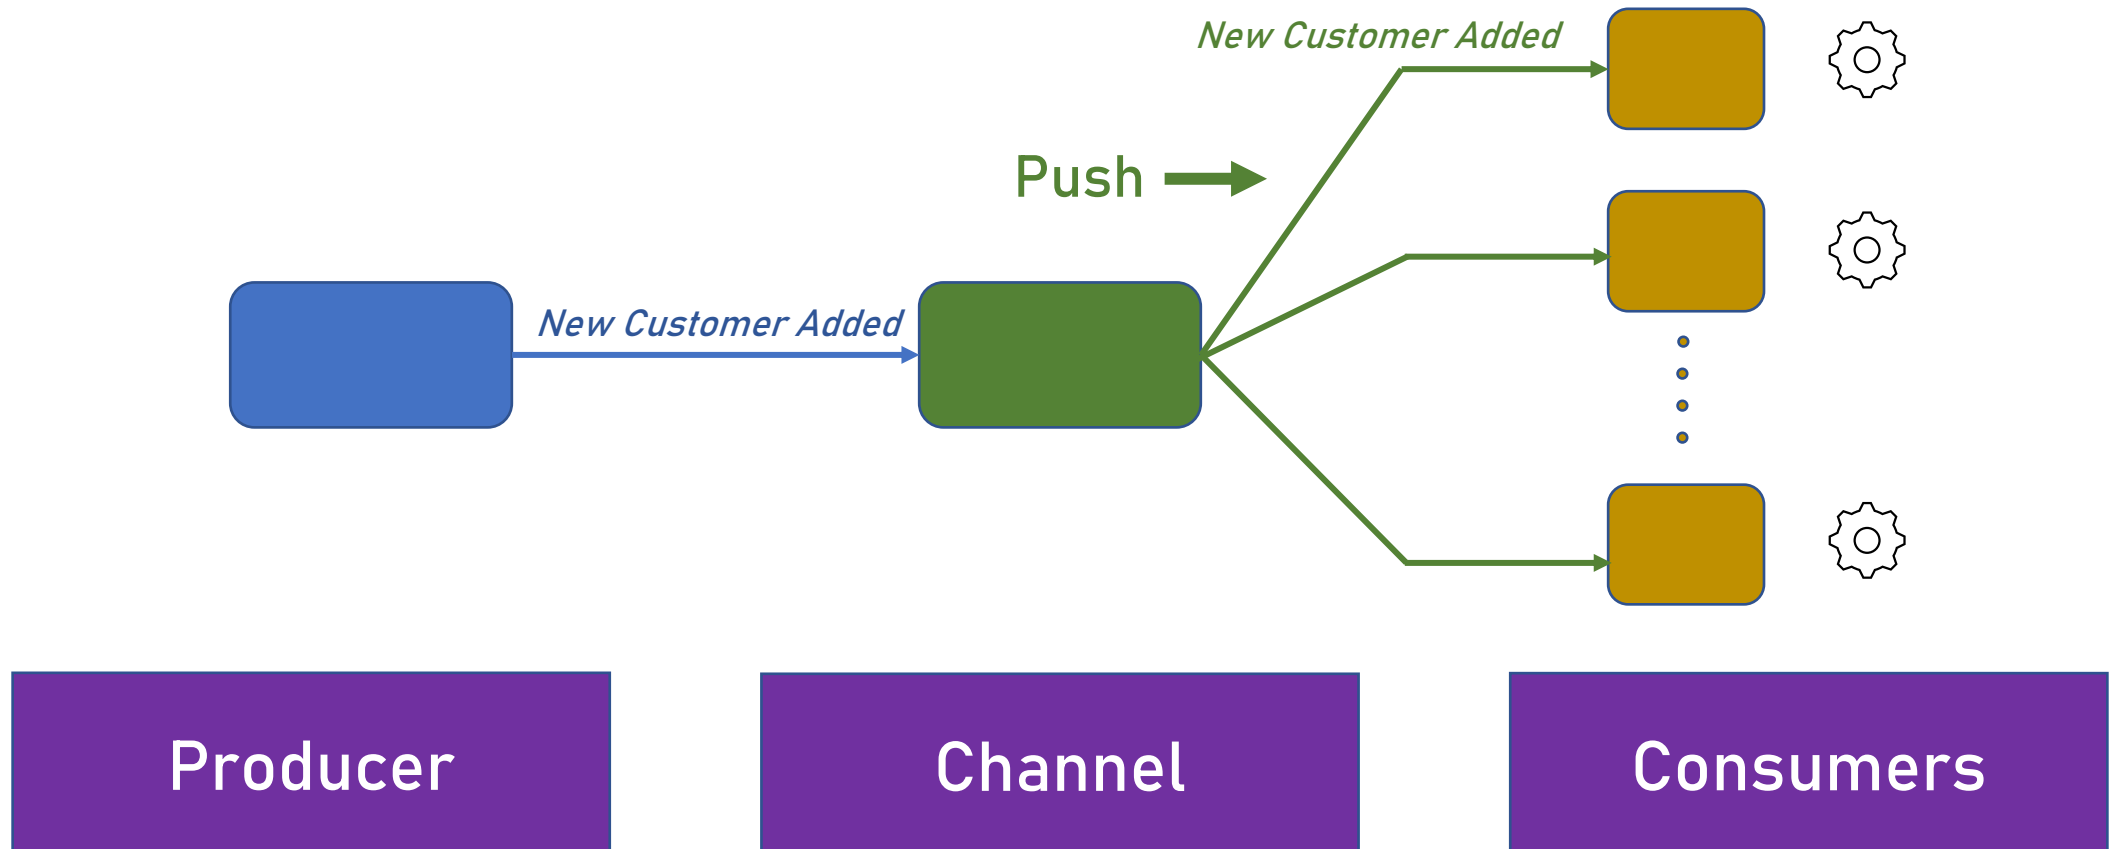 New Customer Added
Push
New Customer Added
Producer
Channel
Consumers